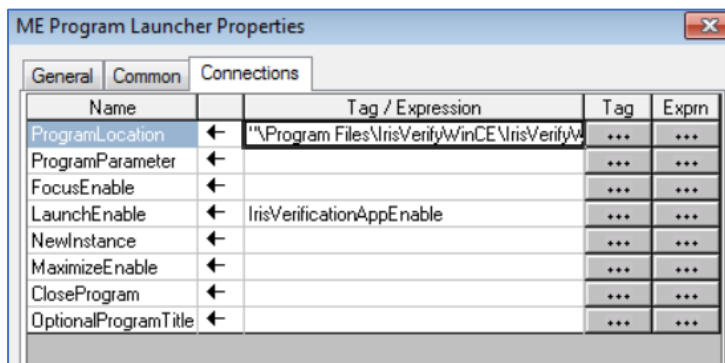 ME Program Launcher Properties
General Common Connections
Name Tag / Expression Tag Exprn
ProgramLocation ← "\Program Files\IrisVerifyWinCE\IrisVerifyW ... ...
ProgramParameter ← ... ...
FocusEnable ← ... ...
LaunchEnable ← IrisVerificationAppEnable ... ...
NewInstance ← ... ...
MaximizeEnable ← ... ...
CloseProgram ← ... ...
OptionalProgramTitle ← ... ...